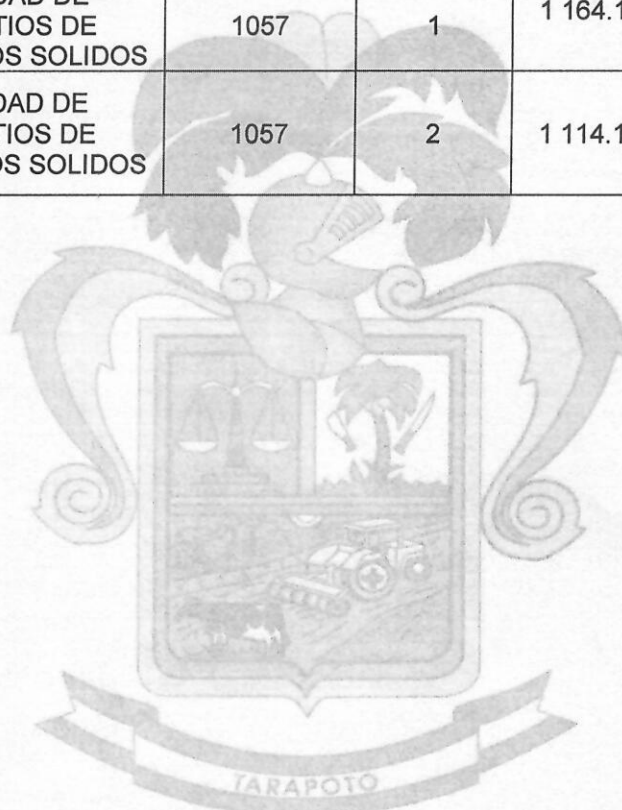 DAD DE
TIOS DE
OS SOLIDOS
1057
1
1 164.1
DAD DE
TIOS DE
OS SOLIDOS
1057
2
1 114.1
TARAPOTO